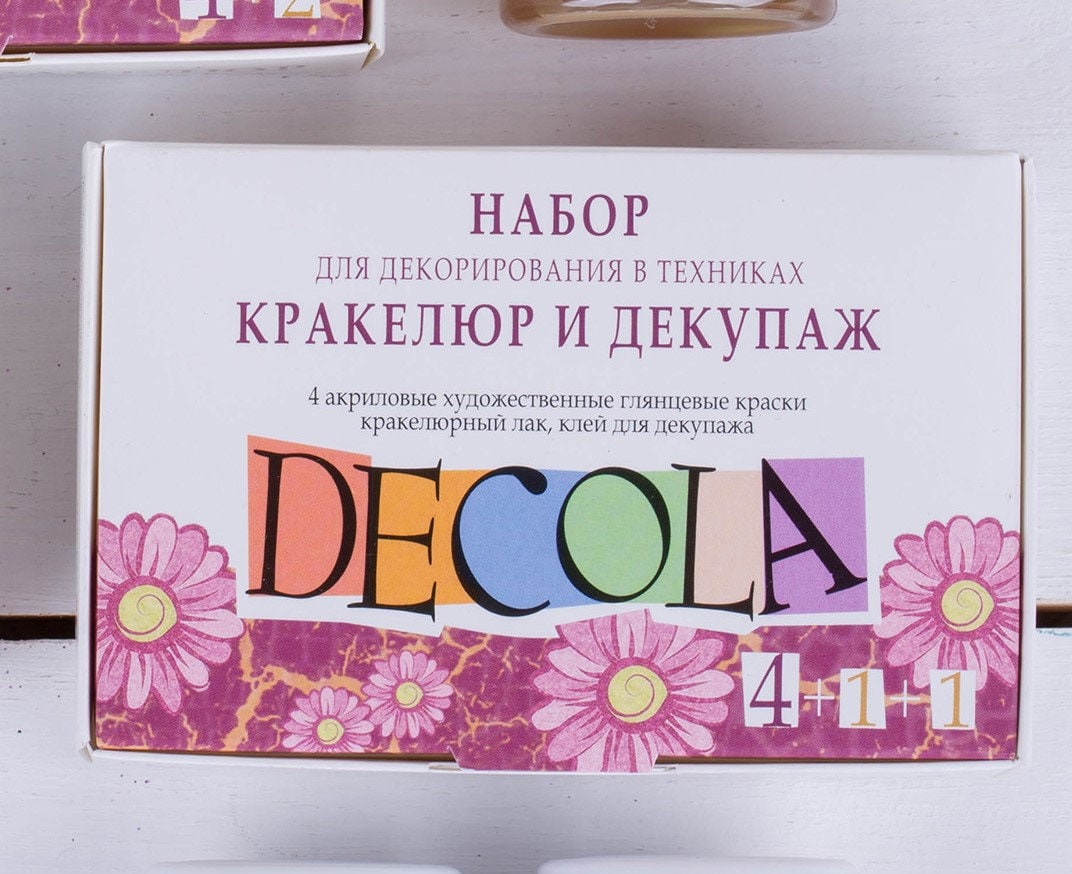 НАБОР
ДЛЯ ДЕКОРИРОВАНИЯ В ТЕХНИКАХ
КРАКЕЛЮР И ДЕКУПАЖ
4 акриловые художественные глянцевые краски
кракелюрный лак, клей для декупажа
DECOLA
4+1+1